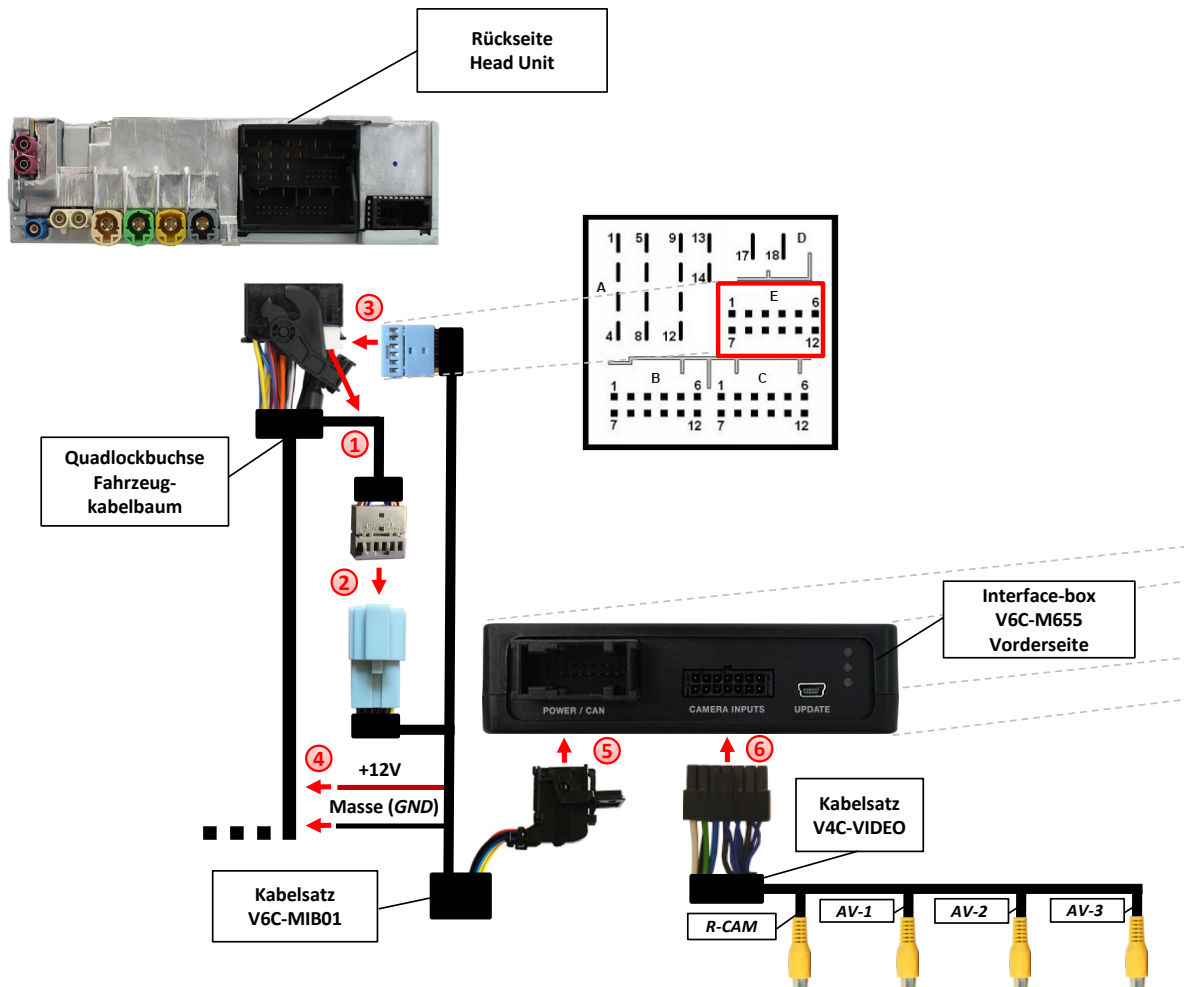 Rückseite
Head Unit
1 5 9 13
17 18 D
A 14
E
1 6
4 8 12
7 12
B C
1 6 1 6
7 12 7 12
3
1
Quadlockbuchse
Fahrzeug-
kabelbaum
2
Interface-box
V6C-M655
Vorderseite
POWER / CAN CAMERA INPUTS UPDATE
4 +12V
Masse (GND)
5
6
Kabelsatz
V4C-VIDEO
Kabelsatz
V6C-MIB01
R-CAM AV-1 AV-2 AV-3